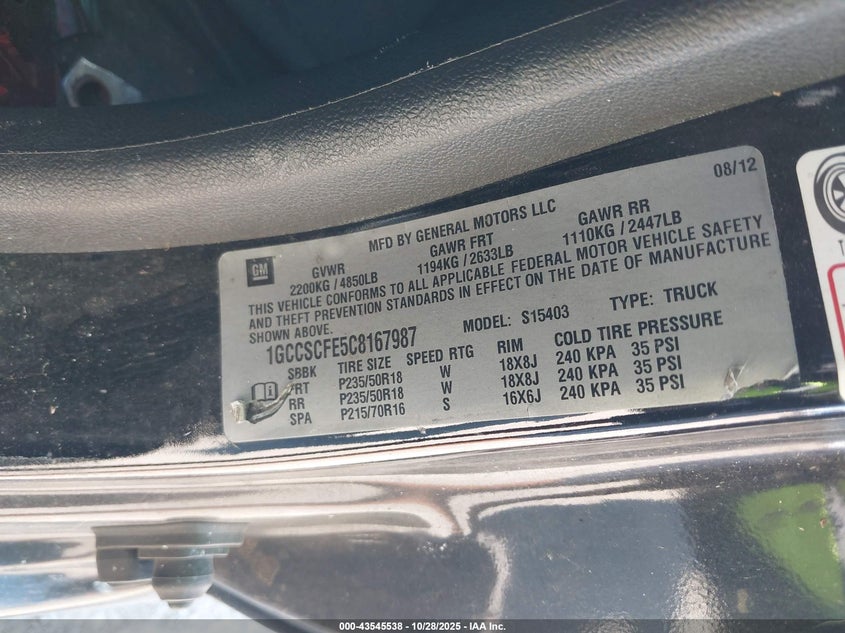 08/12
GM
MFD BY GENERAL MOTORS LLC
GVWR GAWR FRT GAWR RR
2200KG / 4850LB 1194KG / 2633LB 1110KG / 2447LB
THIS VEHICLE CONFORMS TO ALL APPLICABLE FEDERAL MOTOR VEHICLE SAFETY
AND THEFT PREVENTION STANDARDS IN EFFECT ON THE DATE OF MANUFACTURE
SHOWN ABOVE.
1GCCSCFE5C8167987 MODEL: S15403 TYPE: TRUCK
SBBK TIRE SIZE SPEED RTG RIM COLD TIRE PRESSURE
FRT P235/50R18 W 18X8J 240 KPA 35 PSI
RR P235/50R18 W 18X8J 240 KPA 35 PSI
SPA P215/70R16 S 16X6J 240 KPA 35 PSI
000-43545538 - 10/28/2025 - IAA Inc.